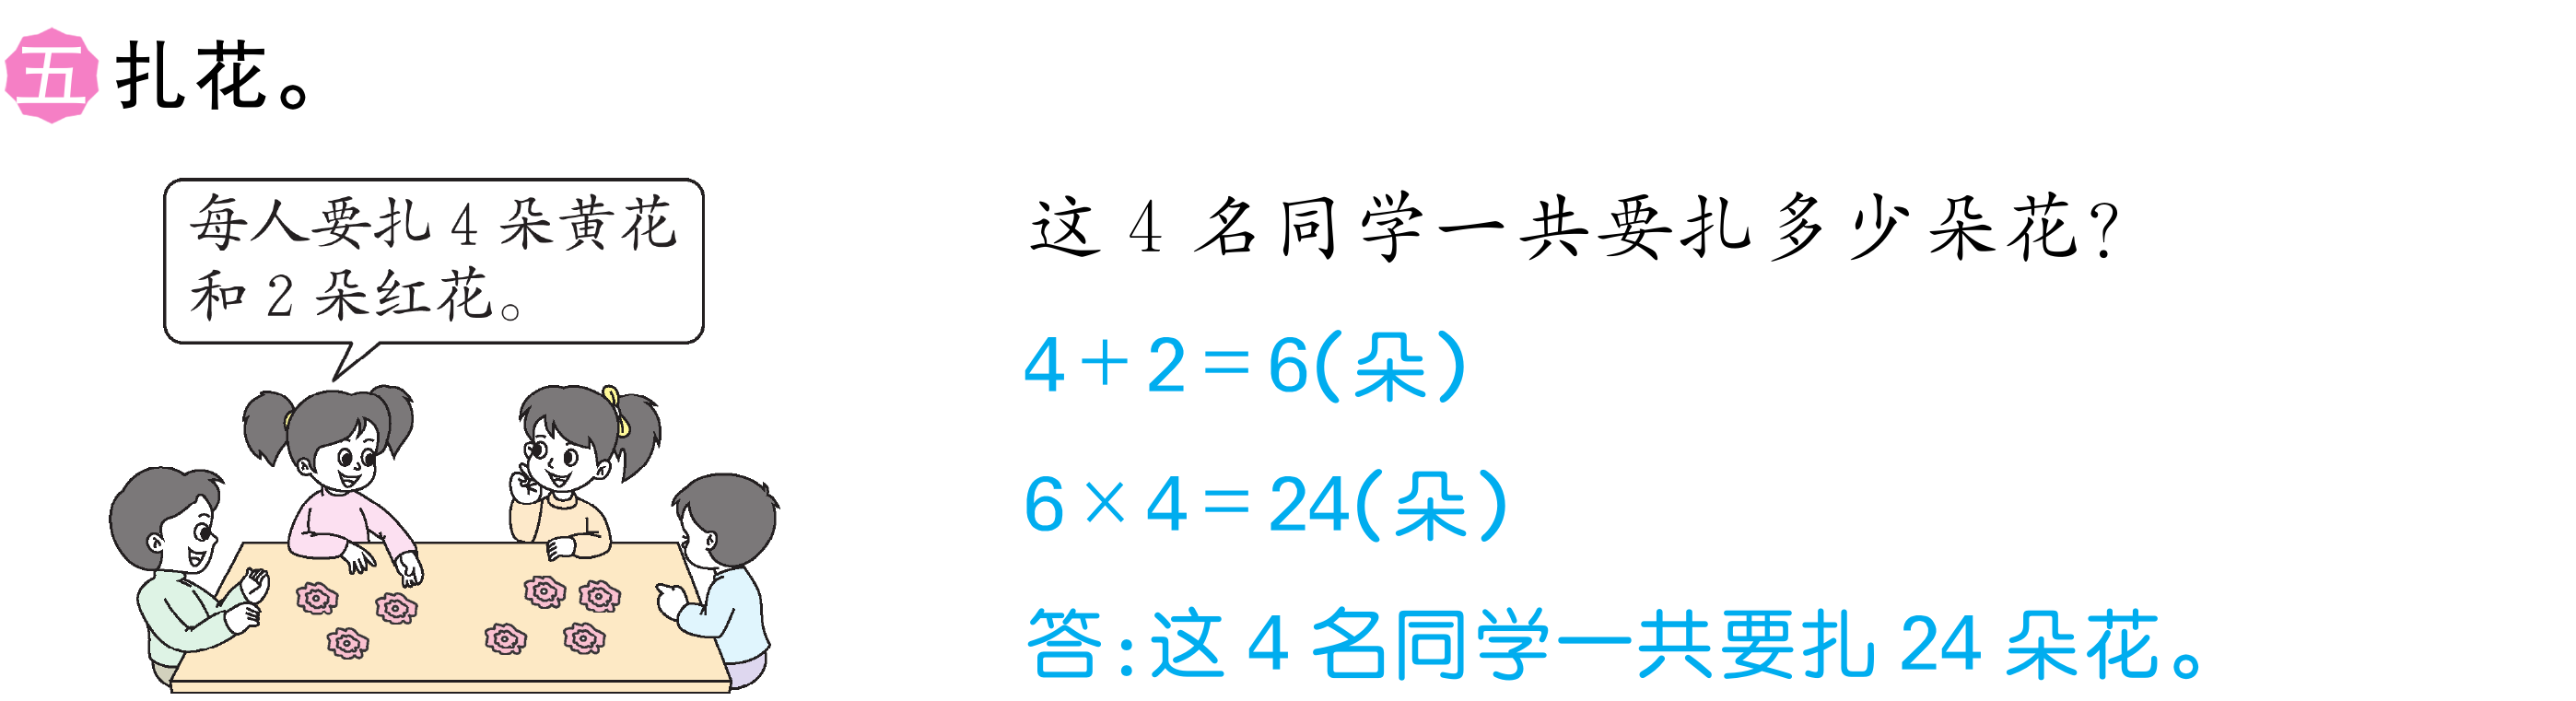 五 扎花。
每人要扎 4 朵黄花
和 2 朵红花。
这 4 名同学一共要扎多少朵花?
4+2=6(朵)
6×4=24(朵)
答:这 4 名同学一共要扎 24 朵花。